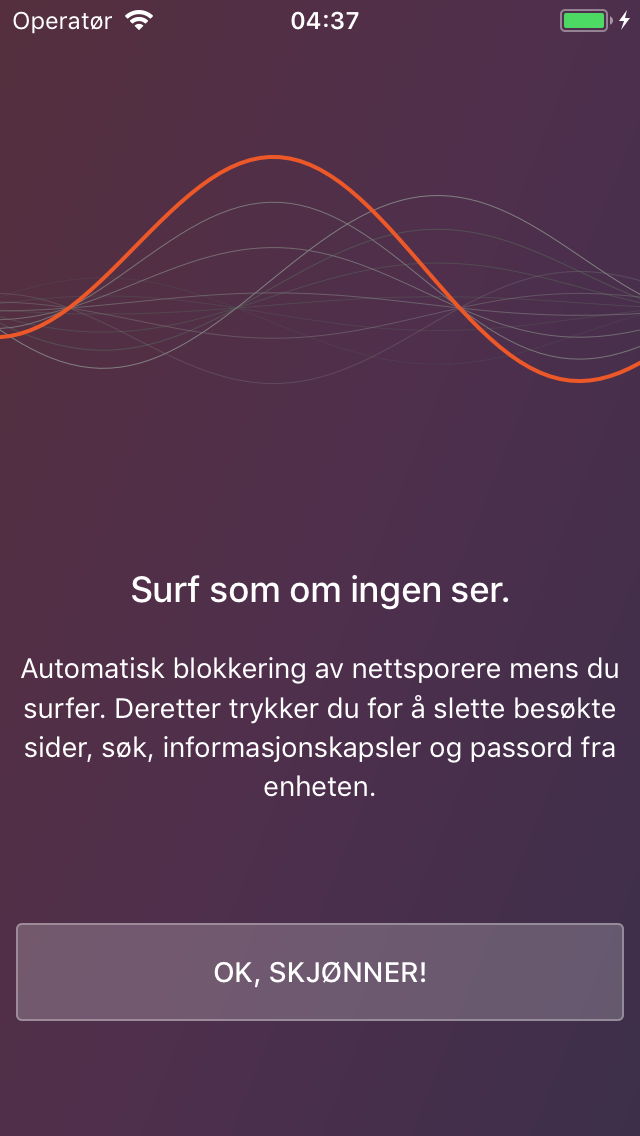 Operatør 04:37
Surf som om ingen ser.
Automatisk blokkering av nettsporere mens du
surfer. Deretter trykker du for å slette besøkte
sider, søk, informasjonskapsler og passord fra
enheten.
OK, SKJØNNER!